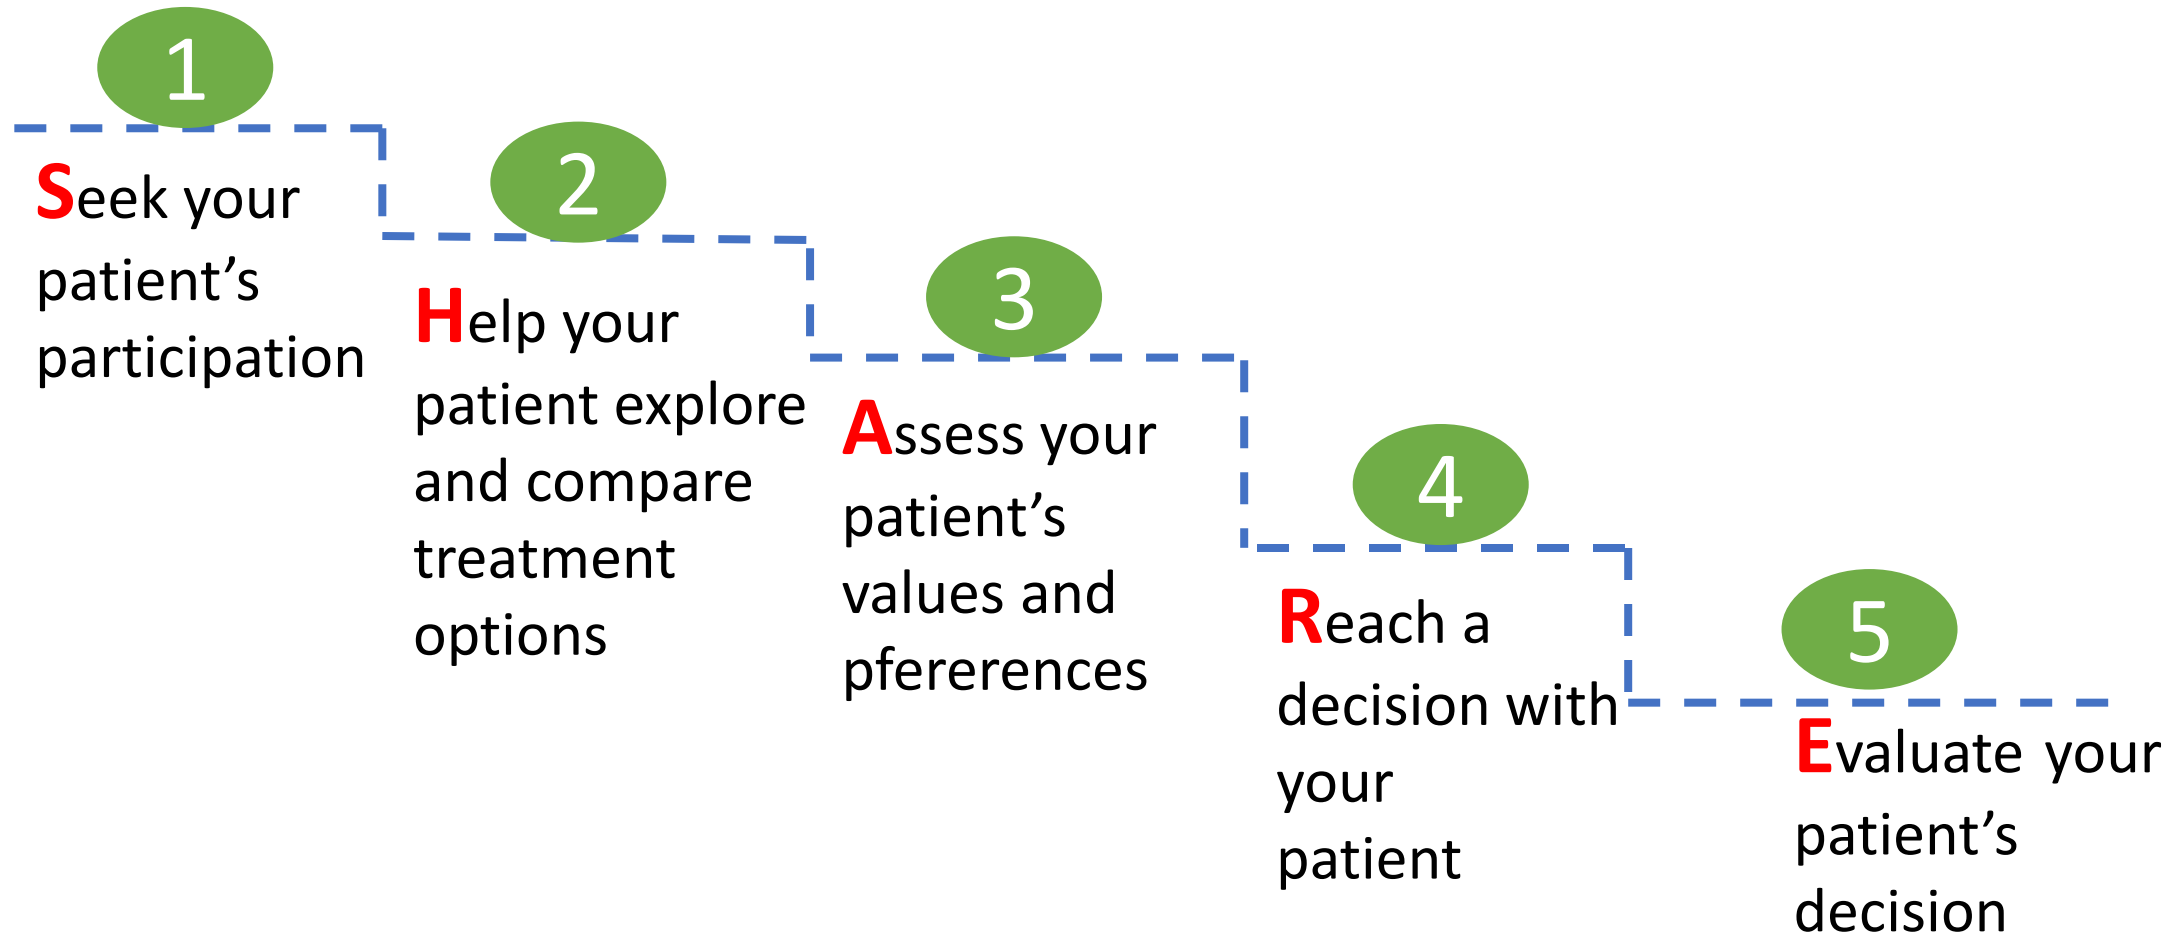 1
Seek your
patient’s
participation
2
Help your
patient explore
and compare
treatment
options
3
Assess your
patient’s
values and
pfererences
4
Reach a
decision with
your
patient
5
Evaluate your
patient’s
decision